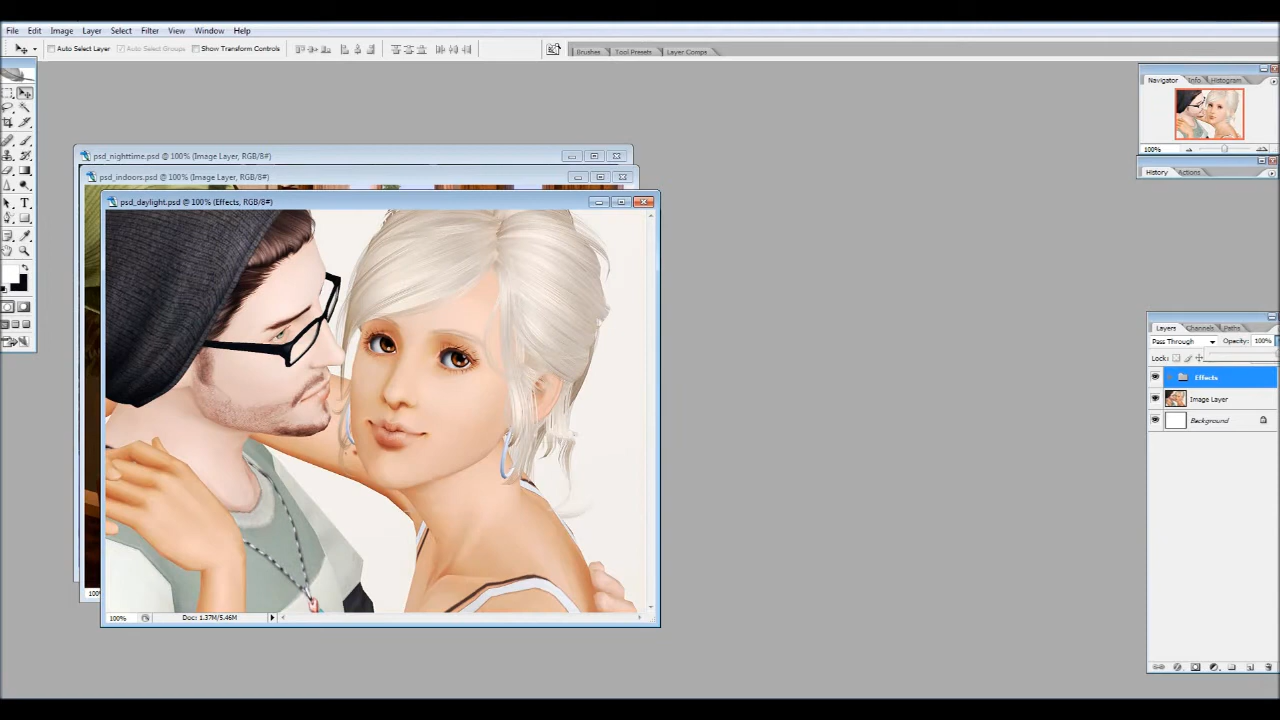 File Edit Image Layer Select Filter View Window Help
Auto Select Layer Auto Select Groups Show Transform Controls Brushes Tool Presets Layer Comps
Navigator Info Histogram
100%
History Actions
psd_nighttime.psd @ 100% (Image Layer, RGB/8#)
psd_indoors.psd @ 100% (Image Layer, RGB/8#)
psd_daylight.psd @ 100% (Effects, RGB/8#)
Layers Channels Paths
Pass Through Opacity: 100%
Lock:
Effects
Image Layer
Background
100% Doc: 1.37M/5.46M